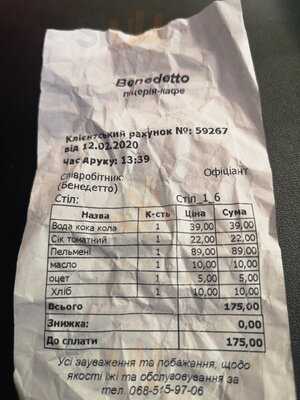 Benedetto
піцерія-кафе
Клієнтський рахунок №: 59267
від 12.02.2020
час друку: 13:39
співробітник: Офіціант
(Бенедетто)
Стіл: Стіл_1_6
Назва К-сть Ціна Сума
Вода кока кола 1 39,00 39,00
Сік томатний 1 22,00 22,00
Пельмені 1 89,00 89,00
масло 1 10,00 10,00
оцет 1 5,00 5,00
Хліб 1 10,00 10,00
Всього 175,00
Знижка: 0,00
До сплати 175,00
Усі зауваження та побажання, щодо
якості їжі та обслуговування за
тел. 068-515-97-06